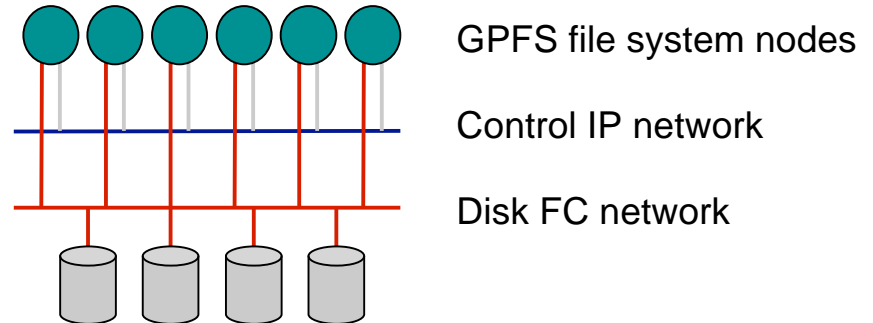 GPFS file system nodes
Control IP network
Disk FC network